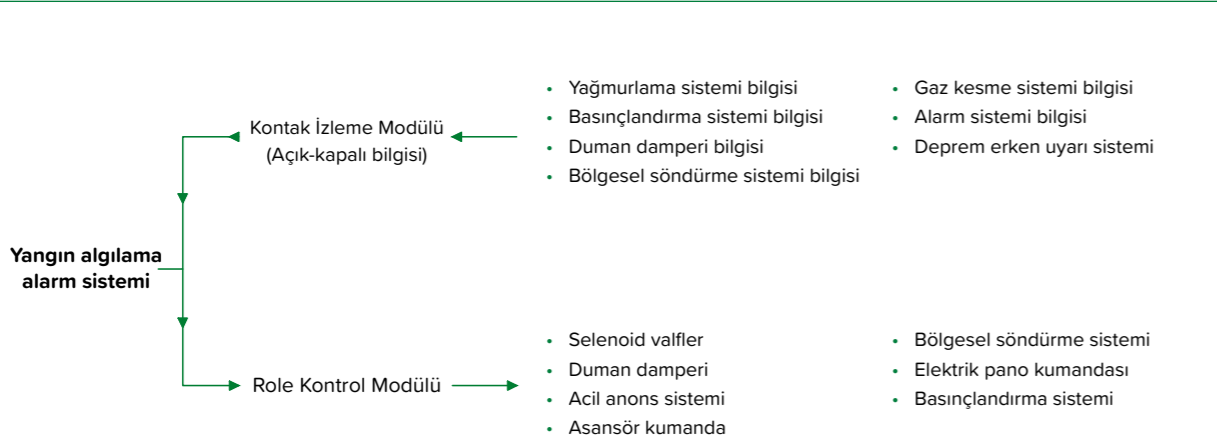 Yağmurlama sistemi bilgisi
Basınçlandırma sistemi bilgisi
Duman damperi bilgisi
Bölgesel söndürme sistemi bilgisi
Gaz kesme sistemi bilgisi
Alarm sistemi bilgisi
Deprem erken uyarı sistemi
Kontak İzleme Modülü
(Açık-kapalı bilgisi)
Yangın algılama
alarm sistemi
Role Kontrol Modülü
Selenoid valfler
Duman damperi
Acil anons sistemi
Asansör kumanda
Bölgesel söndürme sistemi
Elektrik pano kumandası
Basınçlandırma sistemi